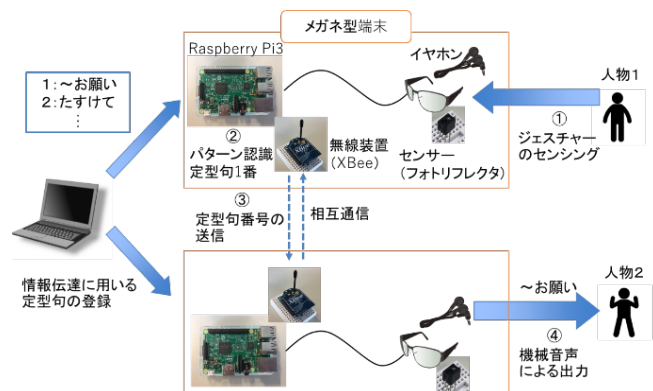 メガネ型端末
Raspberry Pi3
イヤホン
人物1
1：～お願い
2：たすけて
⋮
①
ジェスチャー
のセンシング
②
パターン認識
定型句1番
無線装置
(XBee)
センサー
(フォトリフレクタ)
③
定型句番号の
送信
相互通信
情報伝達に用いる
定型句の登録
人物2
～お願い
④
機械音声
による出力